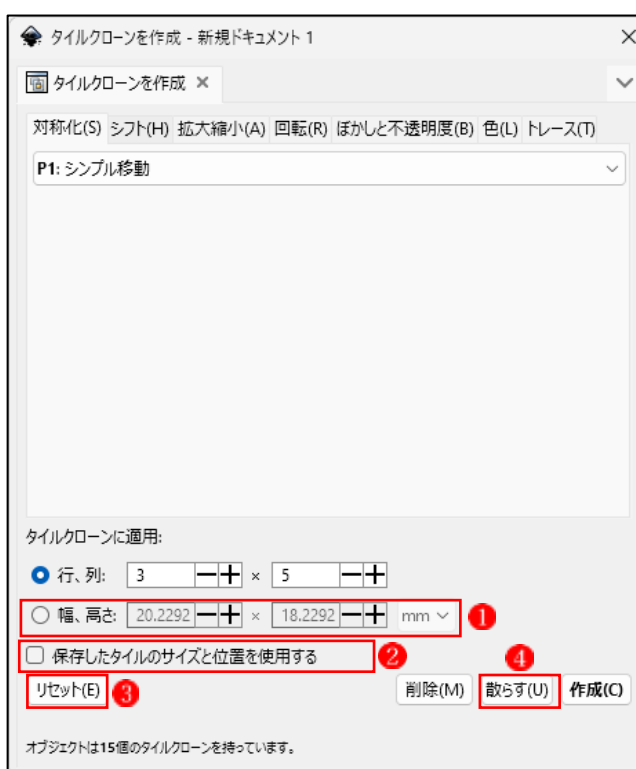 タイルクローンを作成 - 新規ドキュメント 1
タイルクローンを作成
対称化(S) シフト(H) 拡大縮小(A) 回転(R) ぼかしと不透明度(B) 色(L) トレース(T)
P1: シンプル移動
タイルクローンに適用:
行、列: 3 × 5
幅、高さ: 20.2292 × 18.2292 mm 1
保存したタイルのサイズと位置を使用する 2 4
リセット(E) 3 削除(M) 散らす(U) 作成(C)
オブジェクトは15個のタイルクローンを持っています。